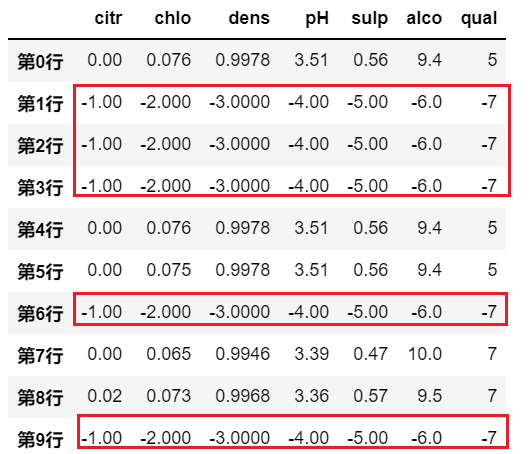 citr chlo dens pH sulp alco qual
第0行 0.00 0.076 0.9978 3.51 0.56 9.4 5
第1行 -1.00 -2.000 -3.0000 -4.00 -5.00 -6.0 -7
第2行 -1.00 -2.000 -3.0000 -4.00 -5.00 -6.0 -7
第3行 -1.00 -2.000 -3.0000 -4.00 -5.00 -6.0 -7
第4行 0.00 0.076 0.9978 3.51 0.56 9.4 5
第5行 0.00 0.075 0.9978 3.51 0.56 9.4 5
第6行 -1.00 -2.000 -3.0000 -4.00 -5.00 -6.0 -7
第7行 0.00 0.065 0.9946 3.39 0.47 10.0 7
第8行 0.02 0.073 0.9968 3.36 0.57 9.5 7
第9行 -1.00 -2.000 -3.0000 -4.00 -5.00 -6.0 -7